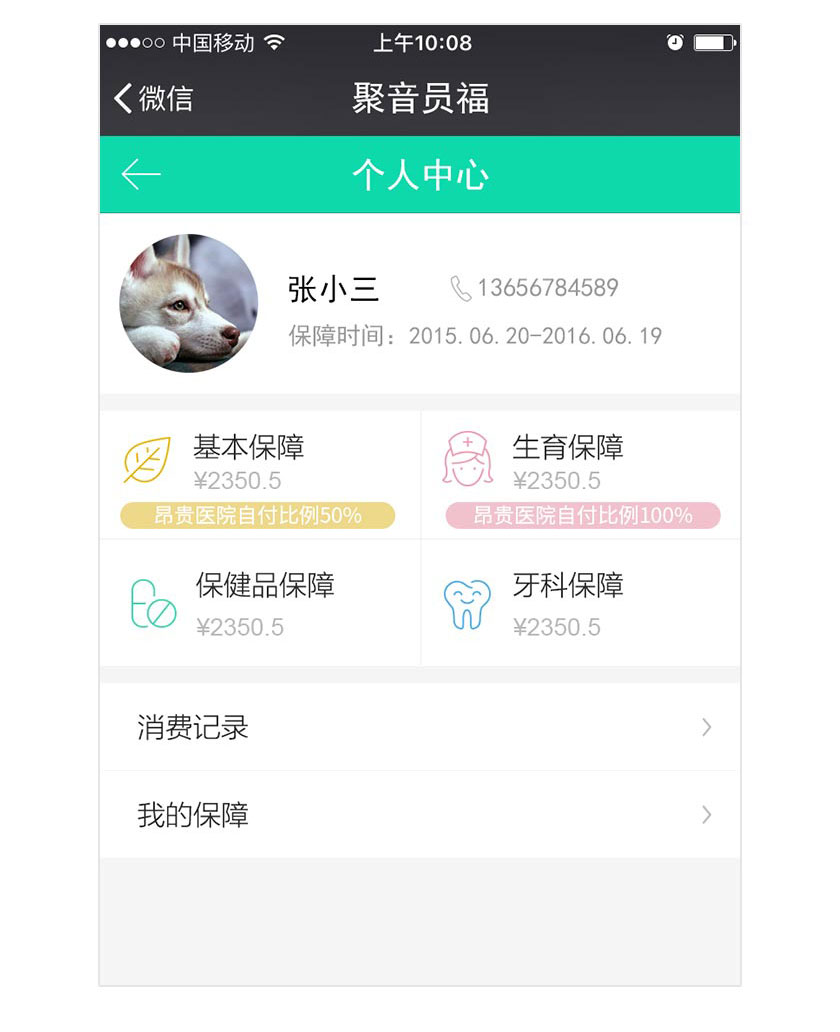 中国移动 上午10:08
微信 聚音员福
个人中心
张小三 13656784589
保障时间：2015.06.20-2016.06.19
基本保障
¥2350.5
昂贵医院自付比例50%
生育保障
¥2350.5
昂贵医院自付比例100%
保健品保障
¥2350.5
牙科保障
¥2350.5
消费记录
我的保障